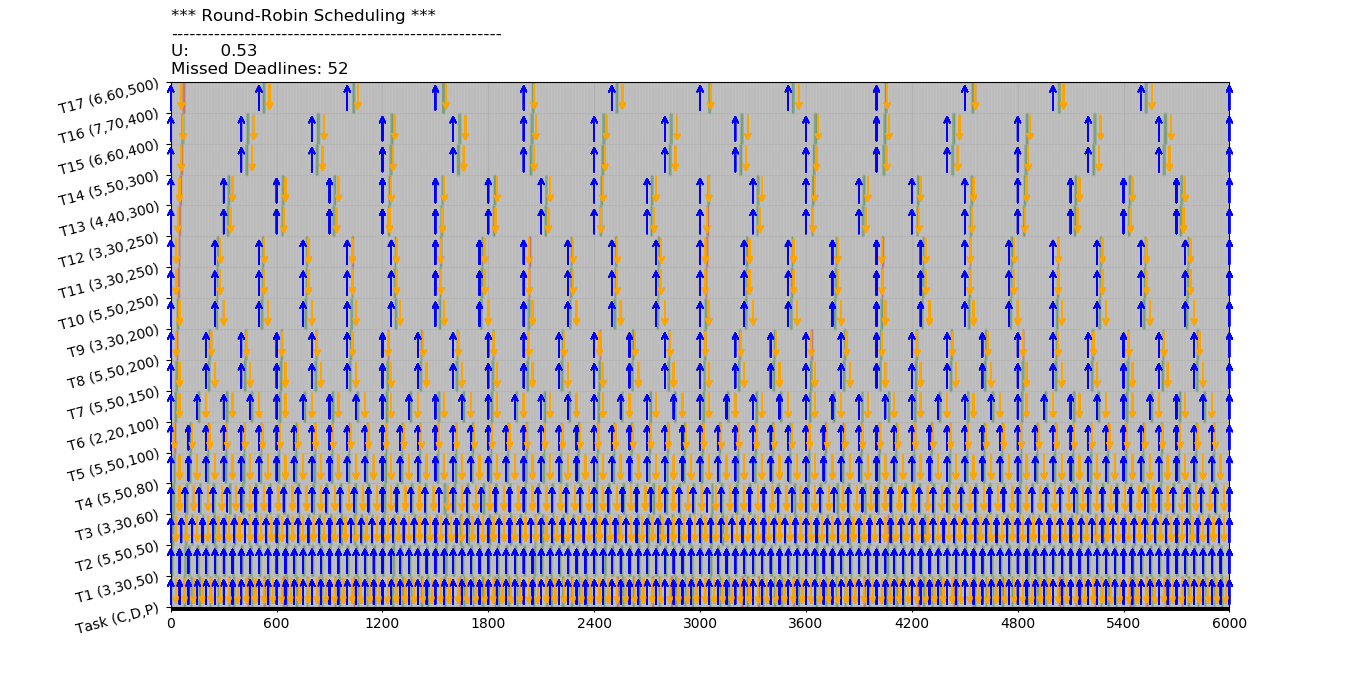 *** Round-Robin Scheduling ***
------------------------------------------------------
U: 0.53
Missed Deadlines: 52
T17 (6,60,500)
T16 (7,70,400)
T15 (6,60,400)
T14 (5,50,300)
T13 (4,40,300)
T12 (3,30,250)
T11 (3,30,250)
T10 (5,50,250)
T9 (3,30,200)
T8 (5,50,200)
T7 (5,50,150)
T6 (2,20,100)
T5 (5,50,100)
T4 (5,50,80)
T3 (3,30,60)
T2 (5,50,50)
T1 (3,30,50)
Task (C,D,P)
0 600 1200 1800 2400 3000 3600 4200 4800 5400 6000